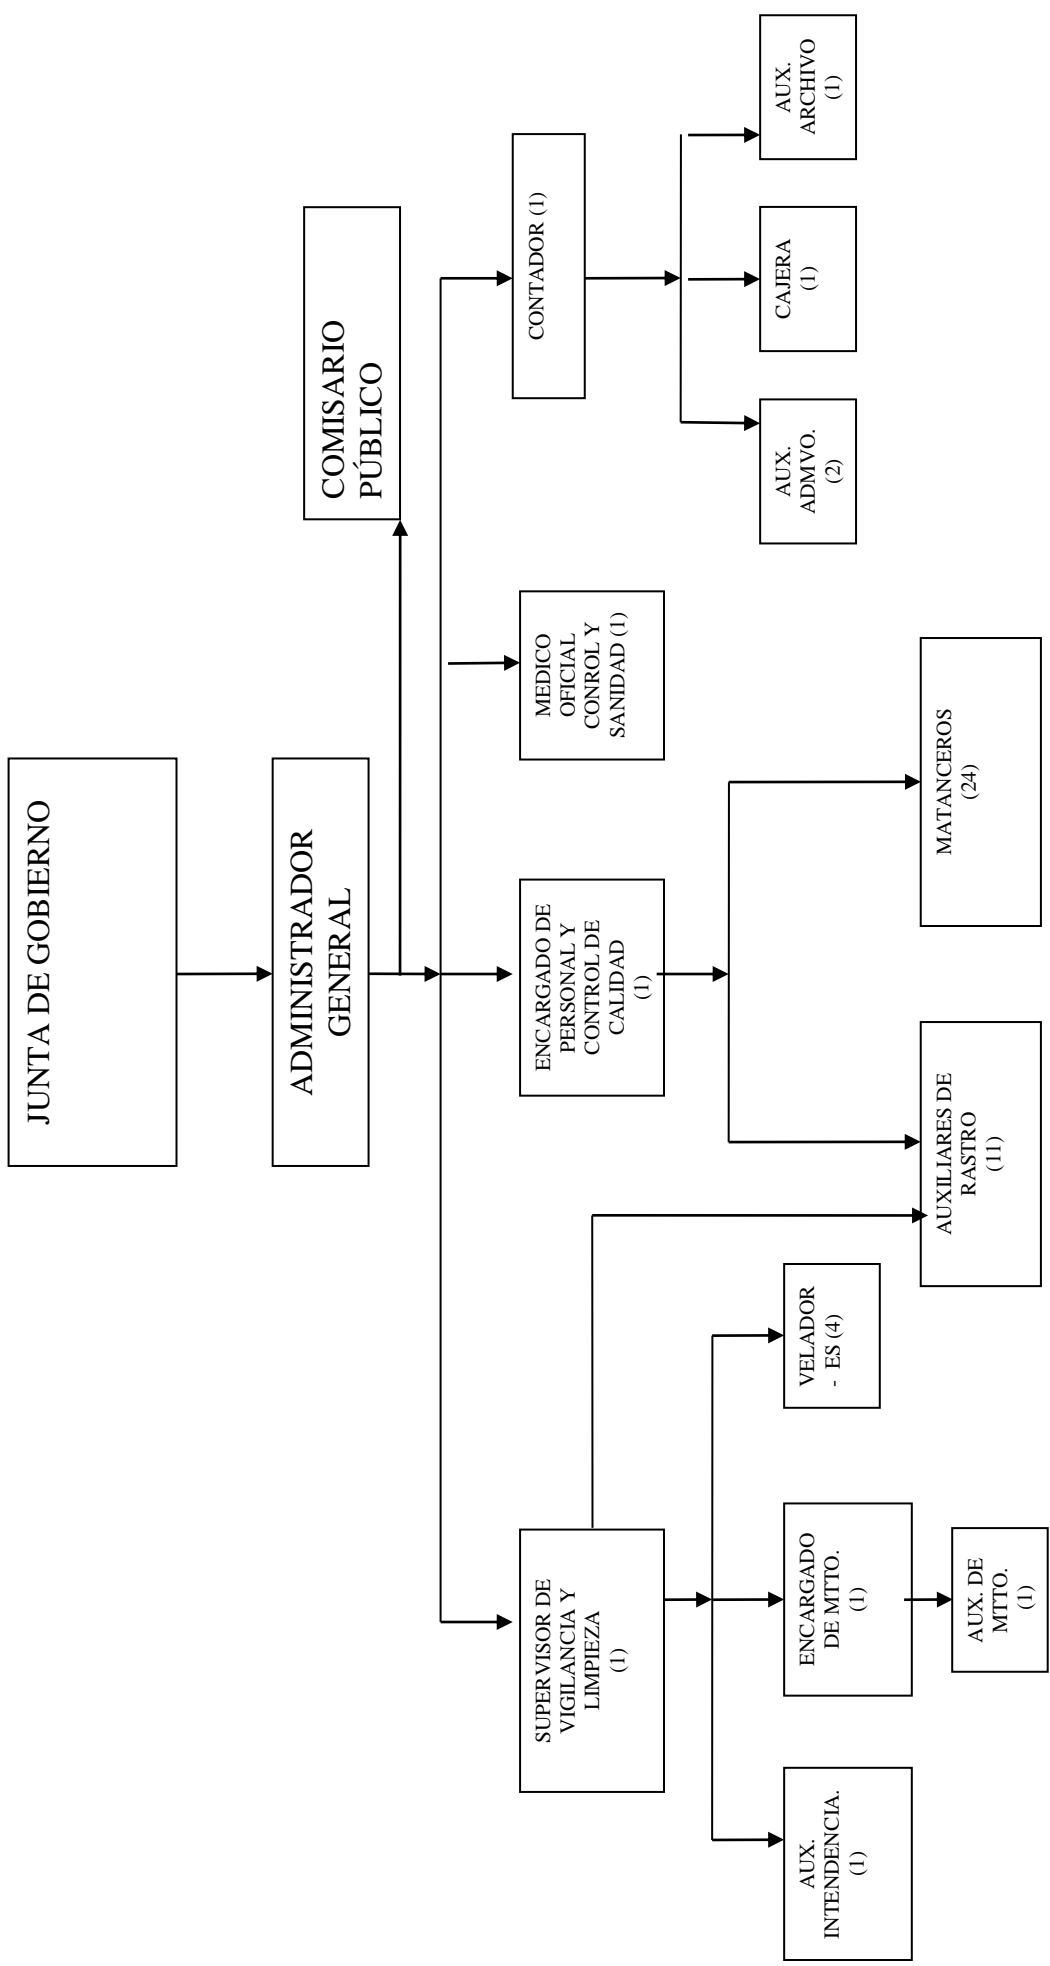 JUNTA DE GOBIERNO
ADMINISTRADOR
GENERAL
COMISARIO
PÚBLICO
SUPERVISOR DE
VIGILANCIA Y
LIMPIEZA
(1)
ENCARGADO DE
PERSONAL Y
CONTROL DE
CALIDAD
(1)
MEDICO
OFICIAL
CONROL Y
SANIDAD (1)
CONTADOR (1)
AUX.
INTENDENCIA.
(1)
ENCARGADO
DE MTTO.
(1)
VELADOR
- ES (4)
AUX.
ADMVO.
(2)
CAJERA
(1)
AUX.
ARCHIVO
(1)
AUX. DE
MTTO.
(1)
AUXILIARES DE
RASTRO
(11)
MATANCEROS
(24)